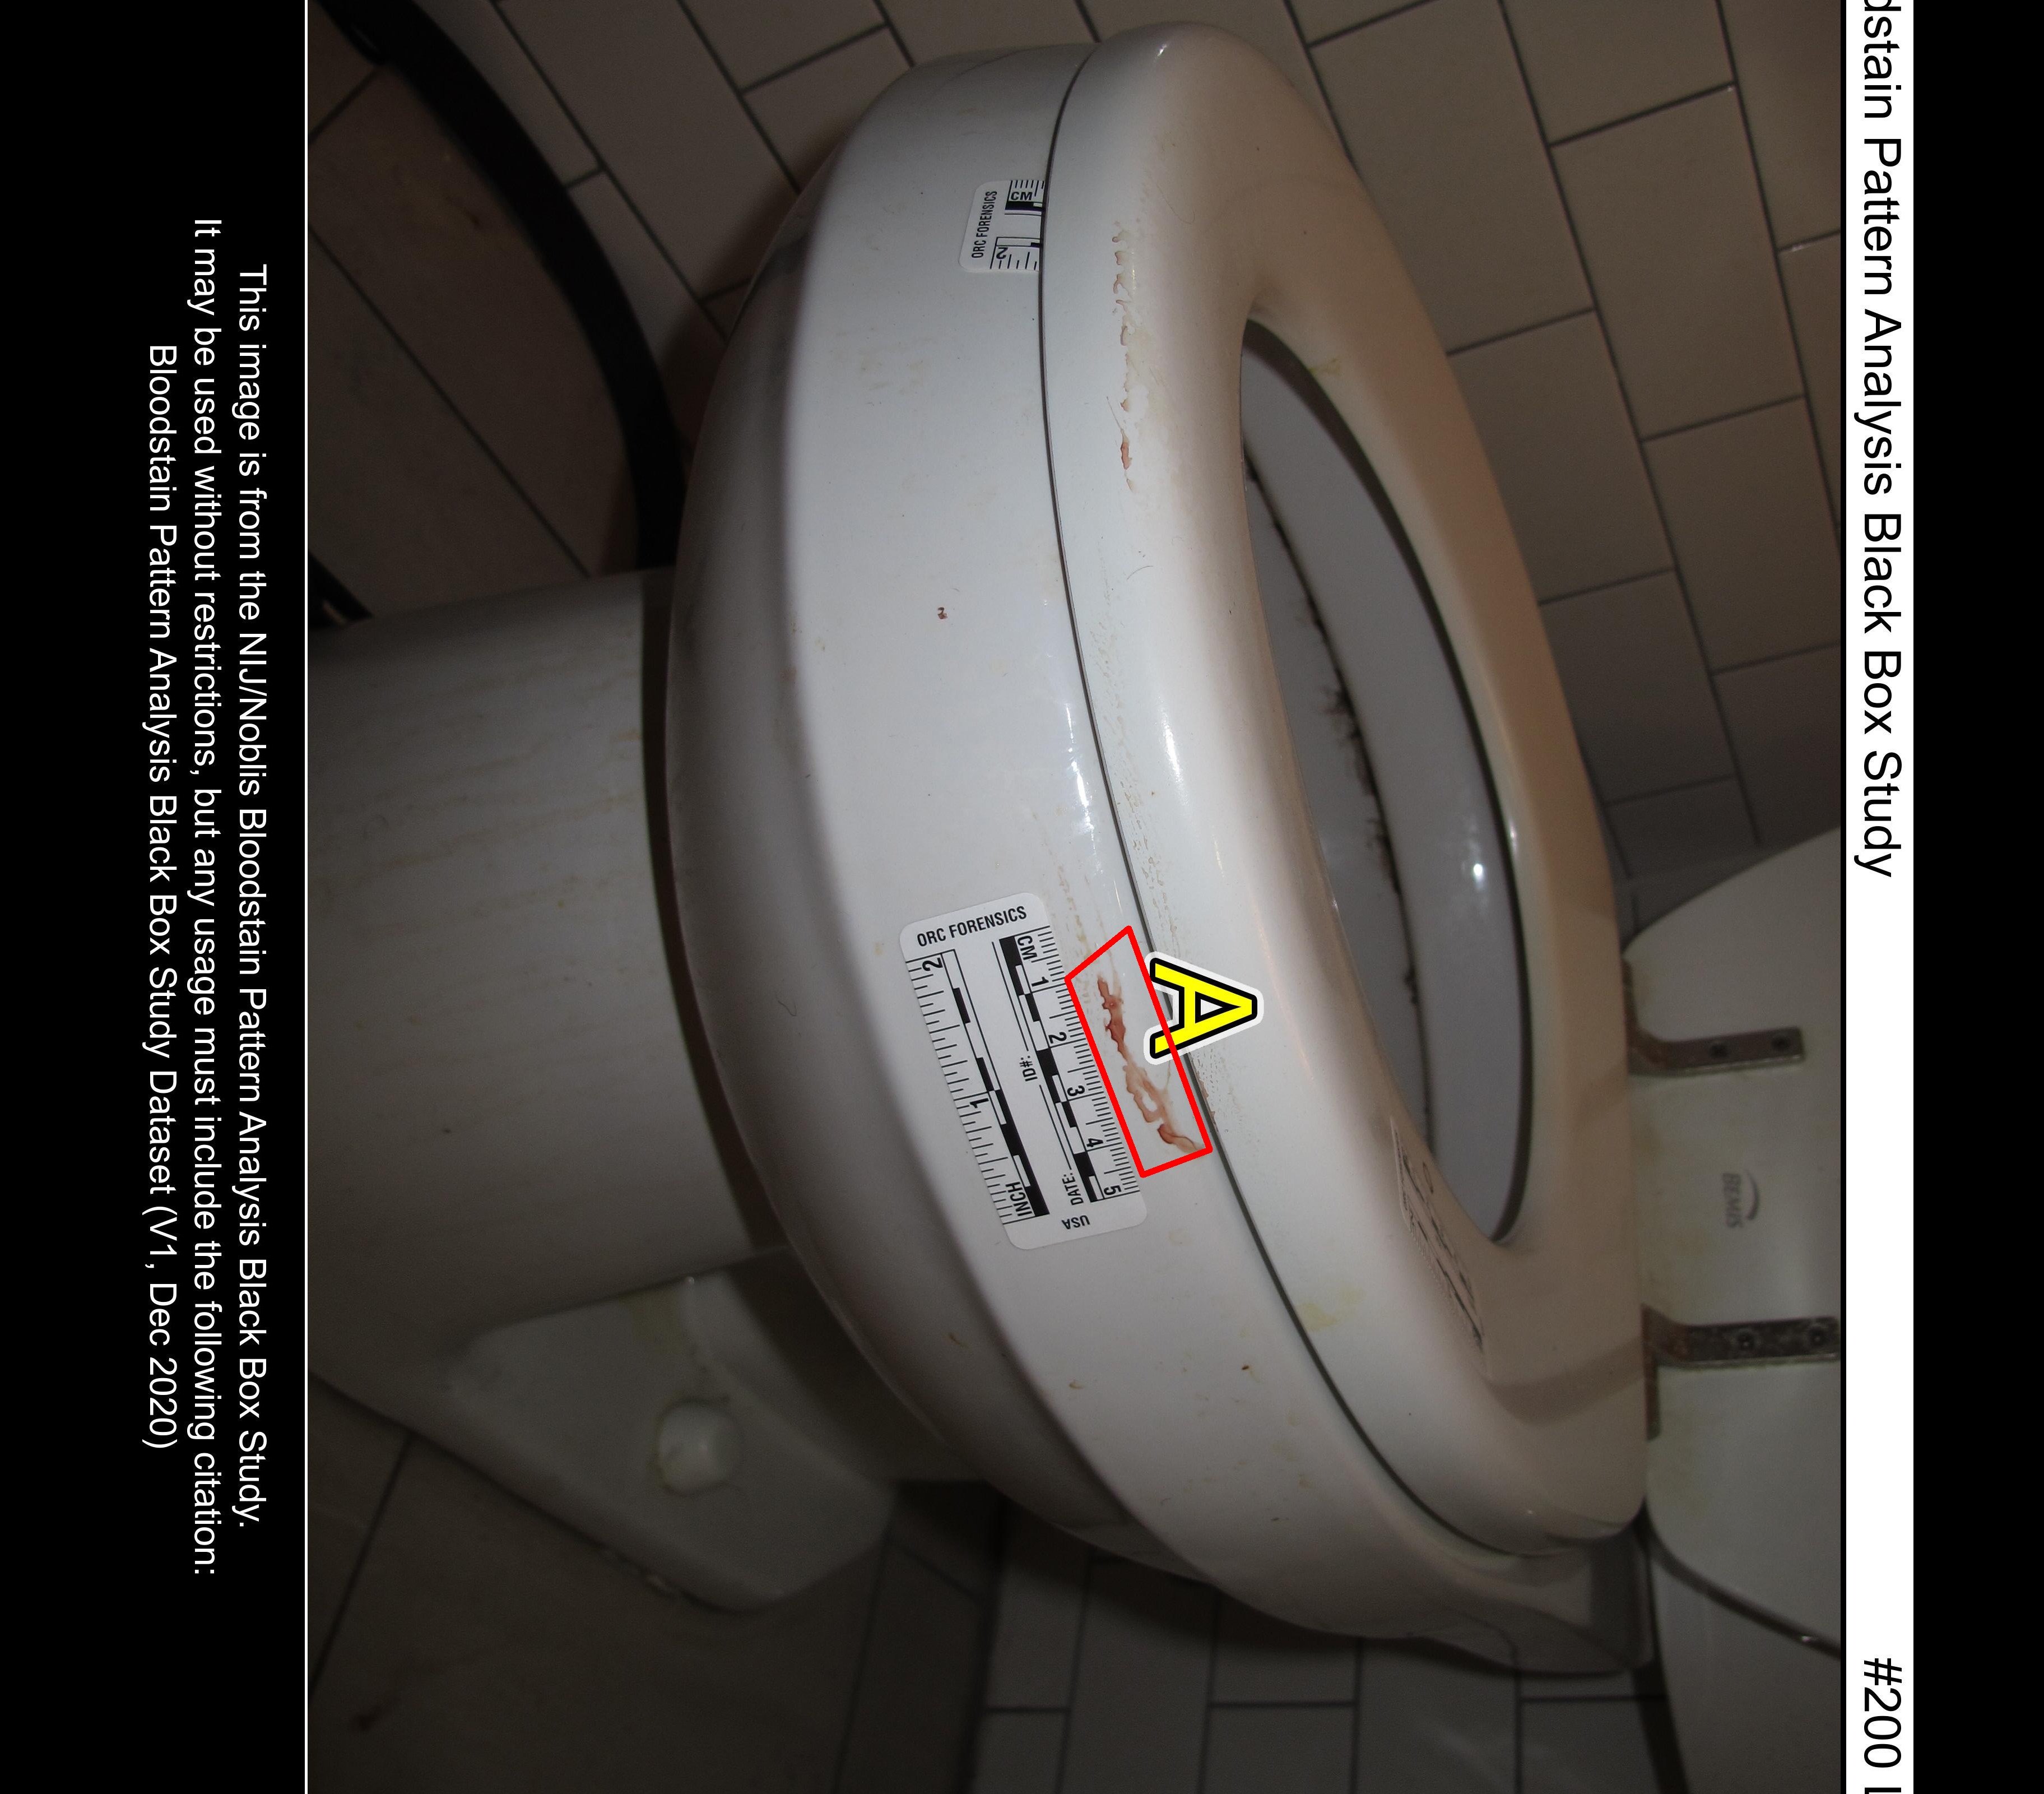 dstain Pattern Analysis Black Box Study
#200
A
ORC FORENSICS
CM
2
ORC FORENSICS
CM 1 2 3 4 5
ID#:
DATE:
USA
2 1 INCH
BEMIS
This image is from the NIJ/Noblis Bloodstain Pattern Analysis Black Box Study.
It may be used without restrictions, but any usage must include the following citation:
Bloodstain Pattern Analysis Black Box Study Dataset (V1, Dec 2020)